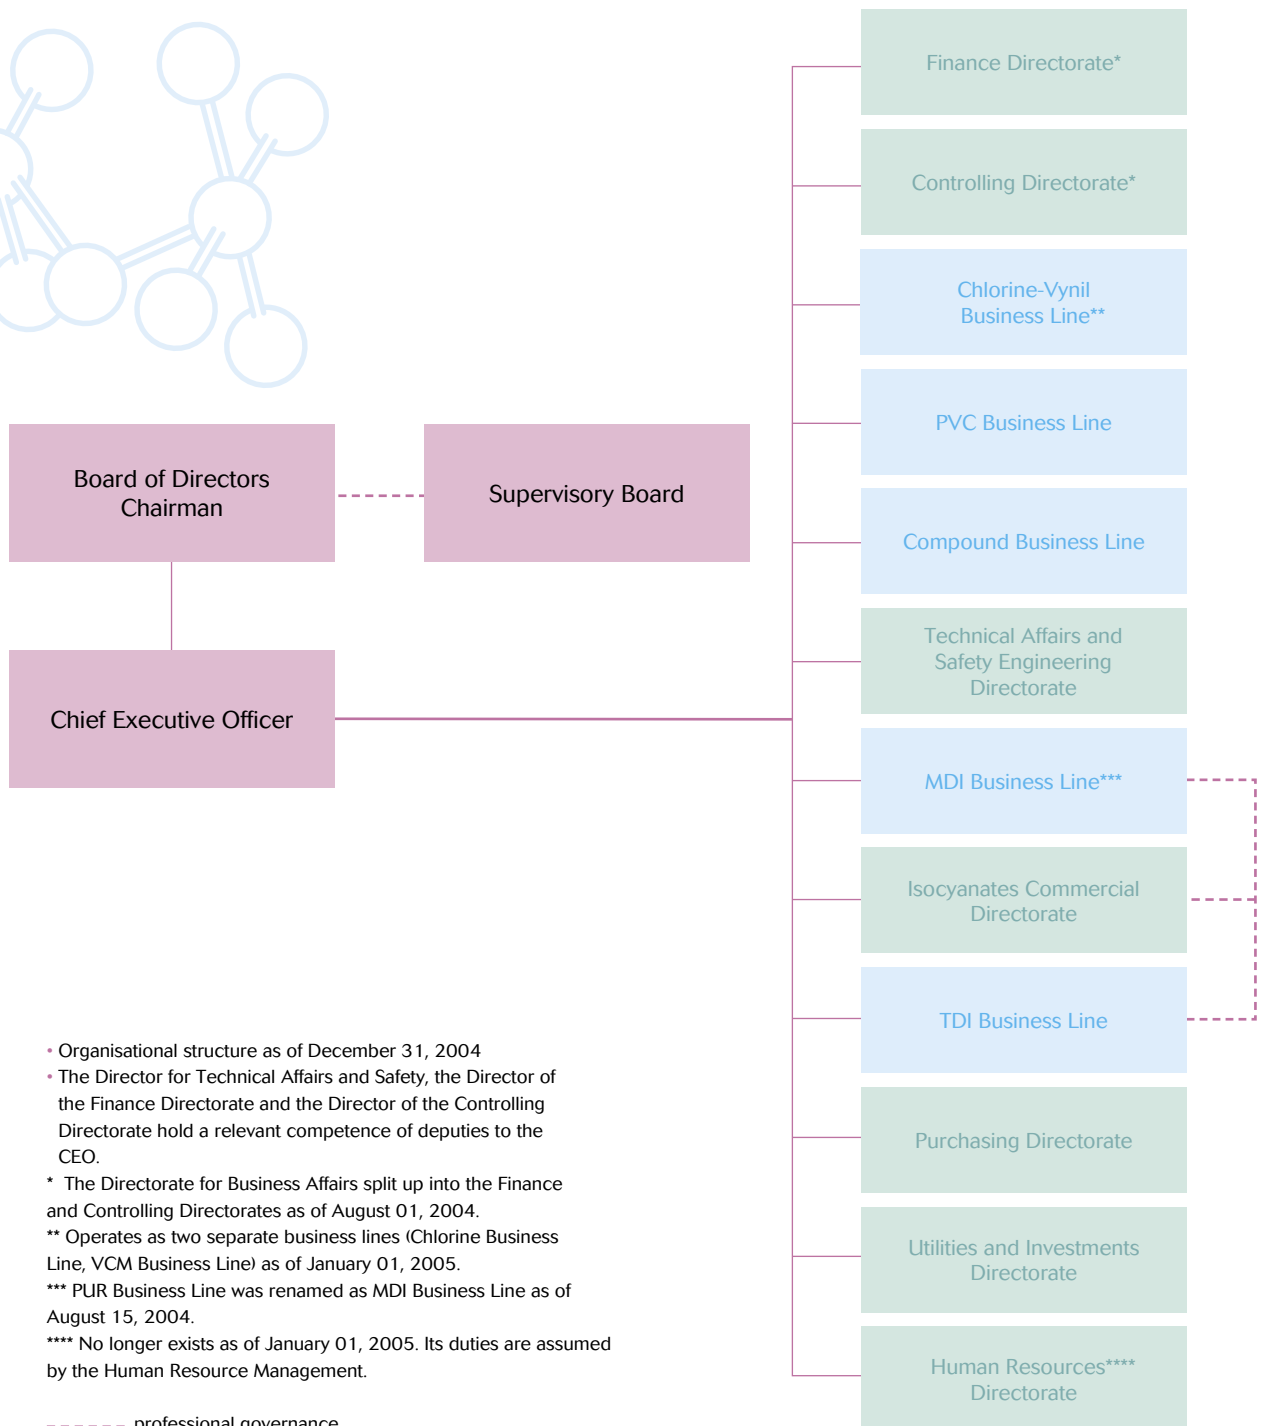 Finance Directorate*
Controlling Directorate*
Chlorine-Vynil
Business Line**
PVC Business Line
Board of Directors
Chairman
Supervisory Board
Compound Business Line
Technical Affairs and
Safety Engineering
Directorate
Chief Executive Officer
MDI Business Line***
Isocyanates Commercial
Directorate
TDI Business Line
Purchasing Directorate
Utilities and Investments
Directorate
Human Resources****
Directorate
• Organisational structure as of December 31, 2004
• The Director for Technical Affairs and Safety, the Director of
the Finance Directorate and the Director of the Controlling
Directorate hold a relevant competence of deputies to the
CEO.
* The Directorate for Business Affairs split up into the Finance
and Controlling Directorates as of August 01, 2004.
** Operates as two separate business lines (Chlorine Business
Line, VCM Business Line) as of January 01, 2005.
*** PUR Business Line was renamed as MDI Business Line as of
August 15, 2004.
**** No longer exists as of January 01, 2005. Its duties are assumed
by the Human Resource Management.
professional governance